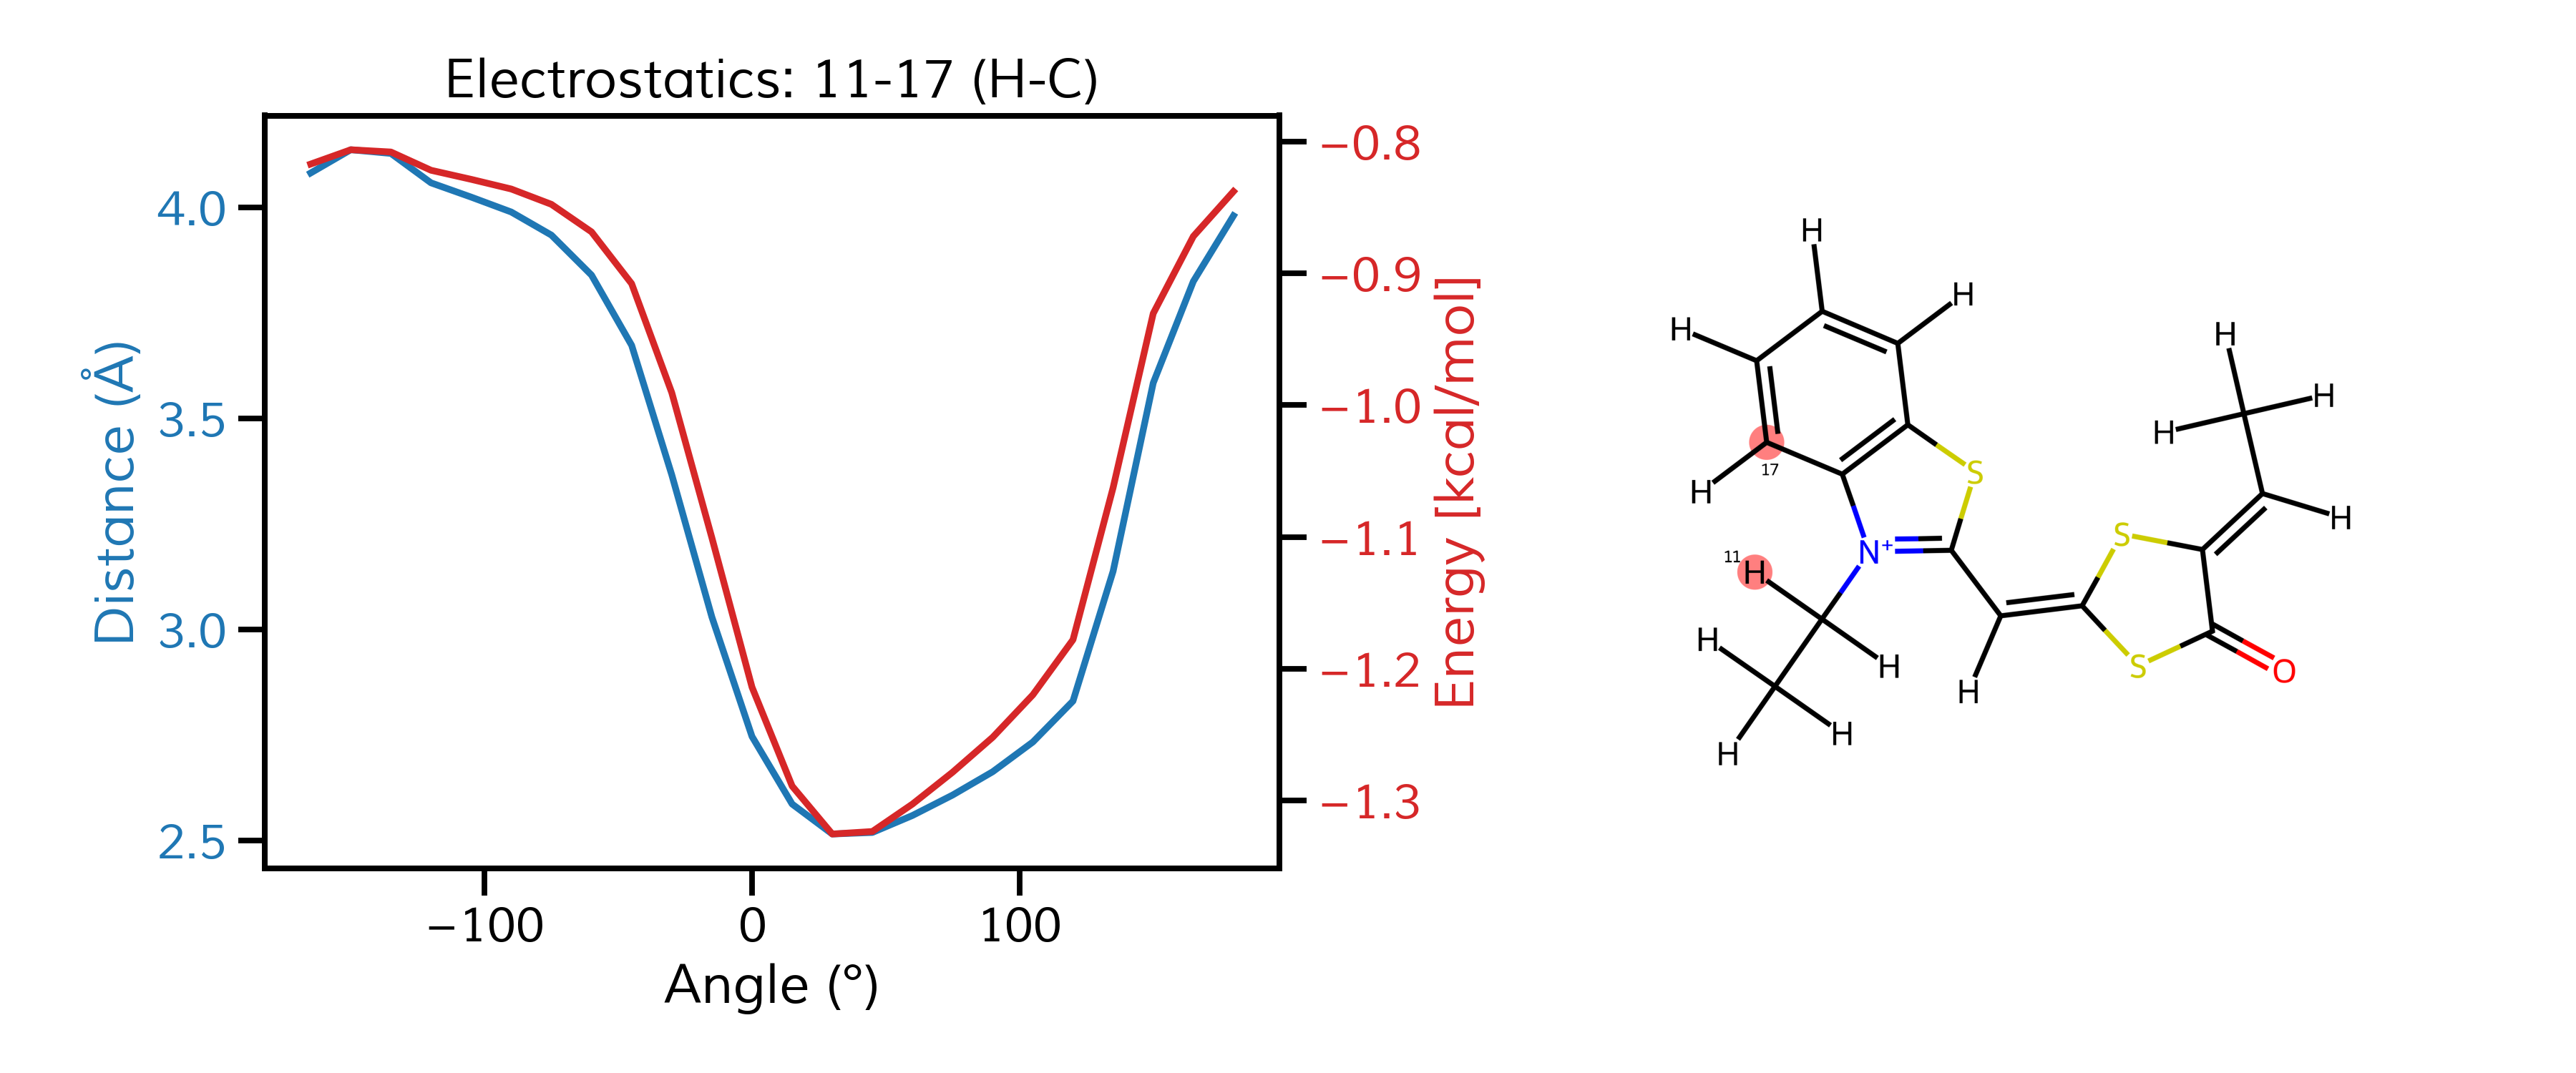 Electrostatics: 11-17 (H-C)
Distance (Å)
4.0
3.5
3.0
2.5
−100
0
100
Angle (°)
−0.8
−0.9
−1.0
−1.1
−1.2
−1.3
Energy [kcal/mol]
H
H
H
H
H
H
H
17
H
S
H
S
N+
11
H
H
H
S
O
H
H
H